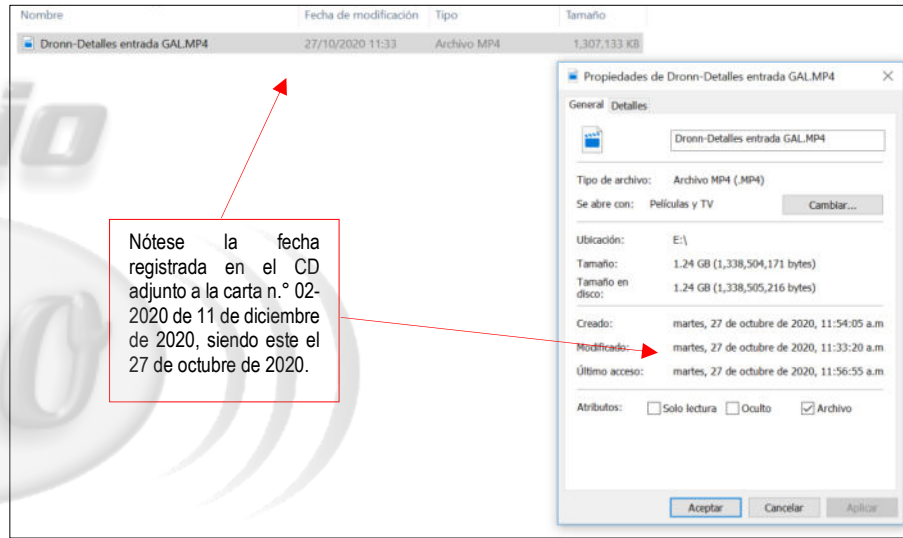 Nombre Fecha de modificación Tipo Tamaño
Dronn-Detalles entrada GAL.MP4 27/10/2020 11:33 Archivo MP4 1,307,133 KB
Propiedades de Dronn-Detalles entrada GAL.MP4
General Detalles
Dronn-Detalles entrada GAL.MP4
Tipo de archivo: Archivo MP4 (.MP4)
Se abre con: Películas y TV Cambiar...
Ubicación: E:\
Tamaño: 1.24 GB (1,338,504,171 bytes)
Tamaño en
disco: 1.24 GB (1,338,505,216 bytes)
Creado: martes, 27 de octubre de 2020, 11:54:05 a.m
Modificado: martes, 27 de octubre de 2020, 11:33:20 a.m
Último acceso: martes, 27 de octubre de 2020, 11:56:55 a.m
Atributos: Solo lectura Oculto Archivo
Aceptar Cancelar Aplicar
Nótese la fecha
registrada en el CD
adjunto a la carta n.° 02-
2020 de 11 de diciembre
de 2020, siendo este el
27 de octubre de 2020.